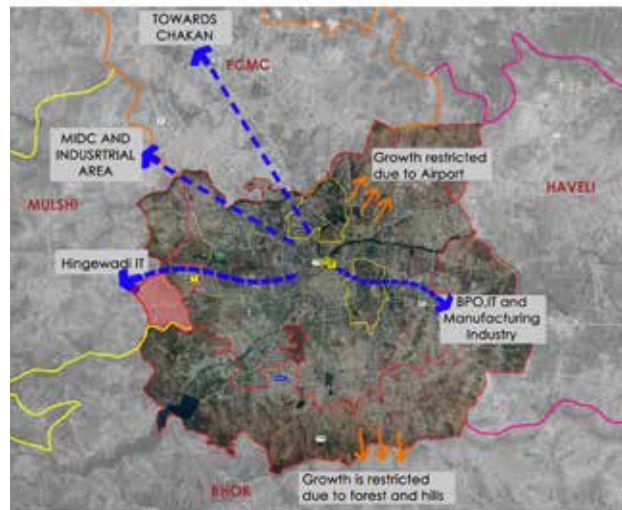 TOWARDS
CHAKAN
PCMC
MIDC AND
INDUSRTRIAL
AREA
Growth restricted
due to Airport
HAVELI
MULSHI
Hingewadi IT
BPO,IT and
Manufacturing
Industry
Growth is restricted
due to forest and hills
BHOR